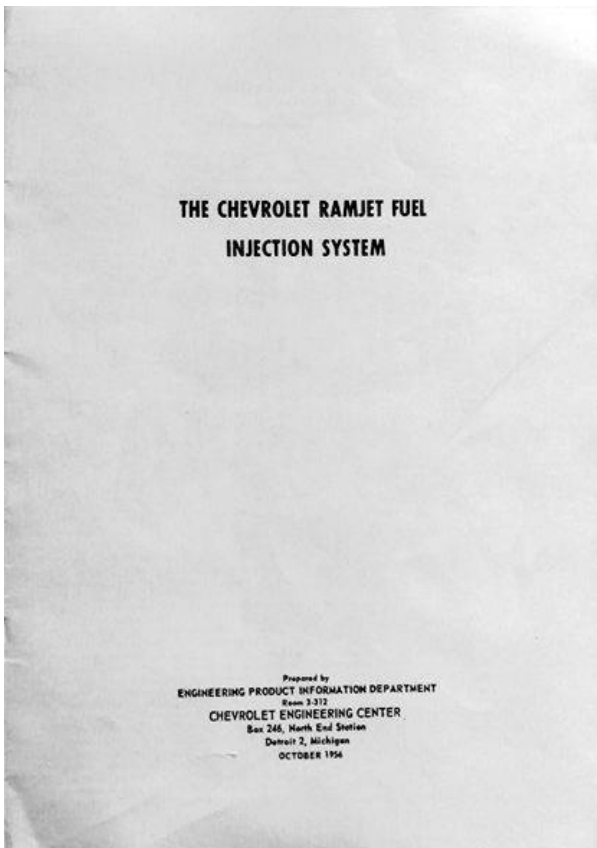 THE CHEVROLET RAMJET FUEL
INJECTION SYSTEM
Prepared by
ENGINEERING PRODUCT INFORMATION DEPARTMENT
Room 3-312
CHEVROLET ENGINEERING CENTER
Box 246, North End Station
Detroit 2, Michigan
OCTOBER 1956